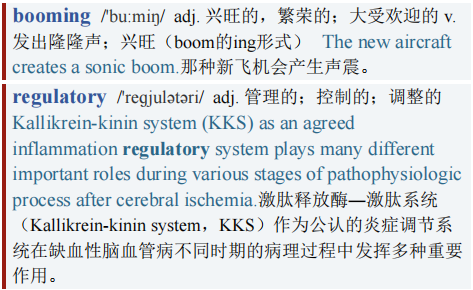 booming /'bu:miŋ/ adj. 兴旺的，繁荣的；大受欢迎的 v.
发出隆隆声；兴旺（boom的ing形式） The new aircraft
creates a sonic boom.那种新飞机会产生声震。
regulatory /'regjulətəri/ adj. 管理的；控制的；调整的
Kallikrein-kinin system (KKS) as an agreed
inflammation regulatory system plays many different
important roles during various stages of pathophysiologic
process after cerebral ischemia.激肽释放酶—激肽系统
（Kallikrein-kinin system，KKS）作为公认的炎症调节系
统在缺血性脑血管病不同时期的病理过程中发挥多种重要
作用。